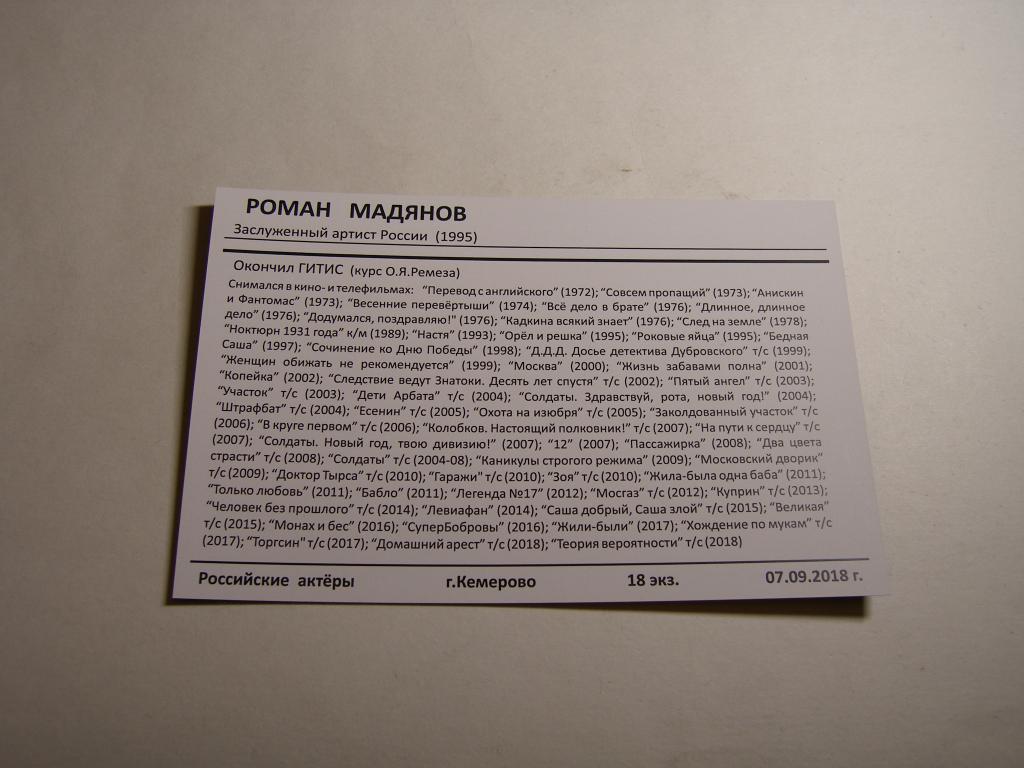 РОМАН МАДЯНОВ
Заслуженный артист России (1995)
Окончил ГИТИС (курс О.Я.Ремеза)
Снимался в кино- и телефильмах: "Перевод с английского" (1972); "Совсем пропащий" (1973); "Анискин
и Фантомас" (1973); "Весенние перевёртыши" (1974); "Всё дело в брате" (1976); "Длинное, длинное
дело" (1976); "Додумался, поздравляю!" (1976); "Кадкина всякий знает" (1976); "След на земле" (1978);
"Ноктюрн 1931 года" к/м (1989); "Настя" (1993); "Орёл и решка" (1995); "Роковые яйца" (1995); "Бедная
Саша" (1997); "Сочинение ко Дню Победы" (1998); "Д.Д.Д. Досье детектива Дубровского" т/с (1999);
"Женщин обижать не рекомендуется" (1999); "Москва" (2000); "Жизнь забавами полна" (2001);
"Копейка" (2002); "Следствие ведут Знатоки. Десять лет спустя" т/с (2002); "Пятый ангел" т/с (2003);
"Участок" т/с (2003); "Дети Арбата" т/с (2004); "Солдаты. Здравствуй, рота, новый год!" (2004);
"Штрафбат" т/с (2004); "Есенин" т/с (2005); "Охота на изюбря" т/с (2005); "Заколдованный участок" т/с
(2006); "В круге первом" т/с (2006); "Колобков. Настоящий полковник!" т/с (2007); "На пути к сердцу" т/с
(2007); "Солдаты. Новый год, твою дивизию!" (2007); "12" (2007); "Пассажирка" (2008); "Два цвета
страсти" т/с (2008); "Солдаты" т/с (2004-08); "Каникулы строгого режима" (2009); "Московский дворик"
т/с (2009); "Доктор Тырса" т/с (2010); "Гаражи" т/с (2010); "Зоя" т/с (2010); "Жила-была одна баба" (2011);
"Только любовь" (2011); "Бабло" (2011); "Легенда №17" (2012); "Мосгаз" т/с (2012); "Куприн" т/с (2013);
"Человек без прошлого" т/с (2014); "Левиафан" (2014); "Саша добрый, Саша злой" т/с (2015); "Великая"
т/с (2015); "Монах и бес" (2016); "СуперБобровы" (2016); "Жили-были" (2017); "Хождение по мукам" т/с
(2017); "Торгсин" т/с (2017); "Домашний арест" т/с (2018); "Теория вероятности" т/с (2018)
Российские актёры г.Кемерово 18 экз. 07.09.2018 г.